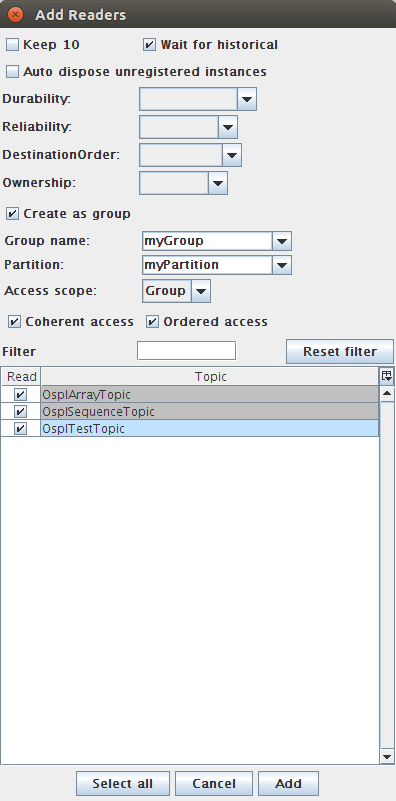 Add Readers
Keep 10 Wait for historical
Auto dispose unregistered instances
Durability:
Reliability:
DestinationOrder:
Ownership:
Create as group
Group name: myGroup
Partition: myPartition
Access scope: Group
Coherent access Ordered access
Filter Reset filter
Read Topic
OsplArrayTopic
OsplSequenceTopic
OsplTestTopic
Select all Cancel Add